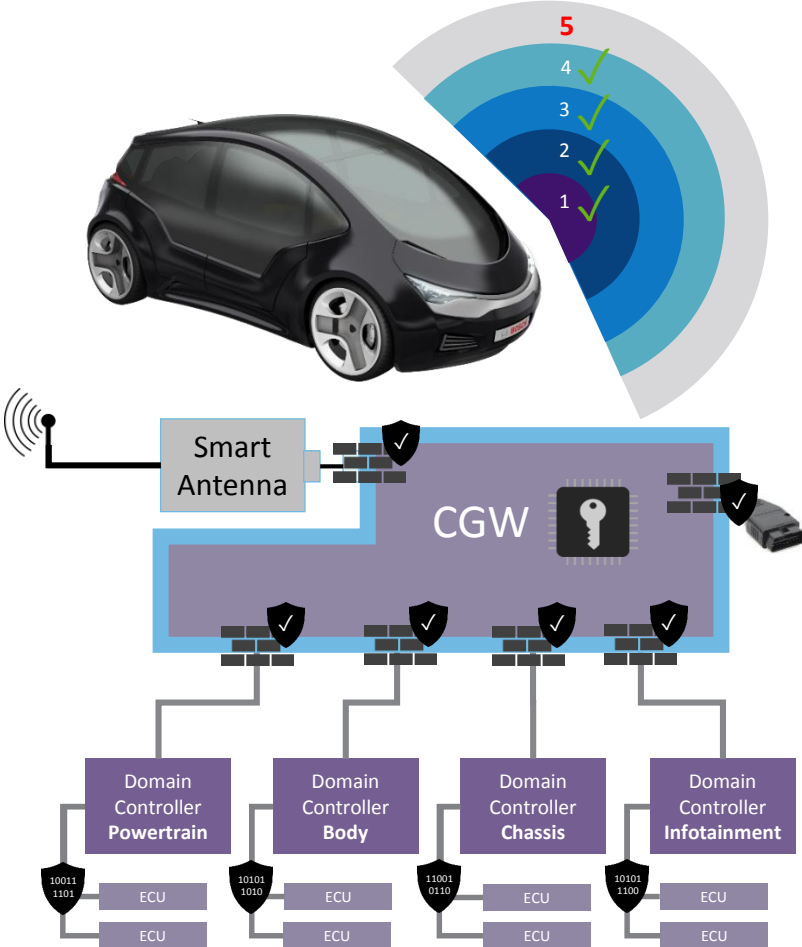 5
4
3
2
1
BOSCH
Smart
Antenna
CGW
Domain
Controller
Powertrain
Domain
Controller
Body
Domain
Controller
Chassis
Domain
Controller
Infotainment
10011
1101
ECU
ECU
10101
1010
ECU
ECU
11001
0110
ECU
ECU
10101
1100
ECU
ECU